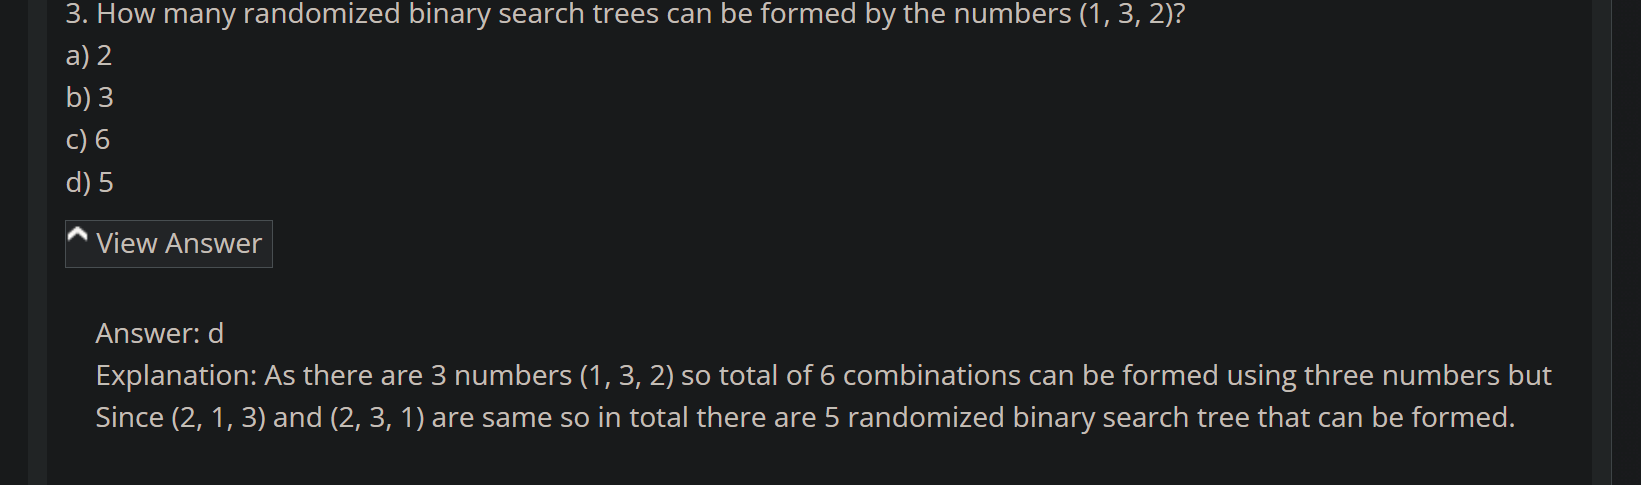 3. How many randomized binary search trees can be formed by the numbers (1, 3, 2)?
a) 2
b) 3
c) 6
d) 5
View Answer
Answer: d
Explanation: As there are 3 numbers (1, 3, 2) so total of 6 combinations can be formed using three numbers but
Since (2, 1, 3) and (2, 3, 1) are same so in total there are 5 randomized binary search tree that can be formed.